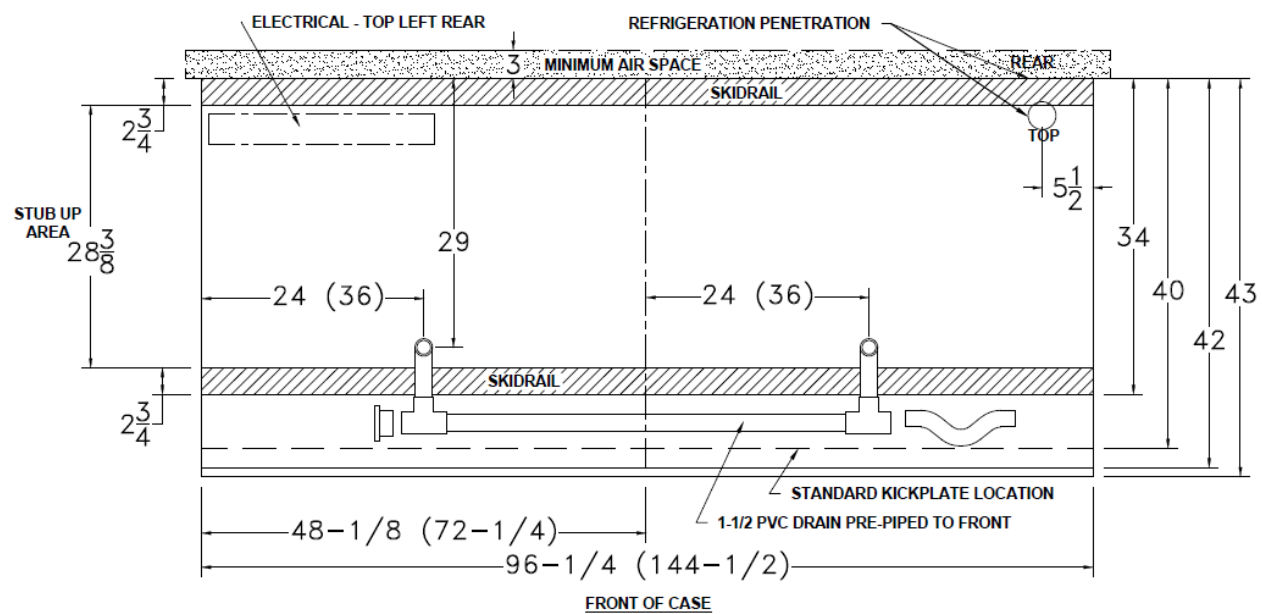 ELECTRICAL - TOP LEFT REAR
REFRIGERATION PENETRATION
3
MINIMUM AIR SPACE
REAR
SKIDRAIL
2 3/4
TOP
5 1/2
STUB UP
AREA
28 3/8
29
34
24 (36)
24 (36)
40
43
42
SKIDRAIL
2 3/4
STANDARD KICKPLATE LOCATION
48-1/8 (72-1/4)
1-1/2 PVC DRAIN PRE-PIPED TO FRONT
96-1/4 (144-1/2)
FRONT OF CASE